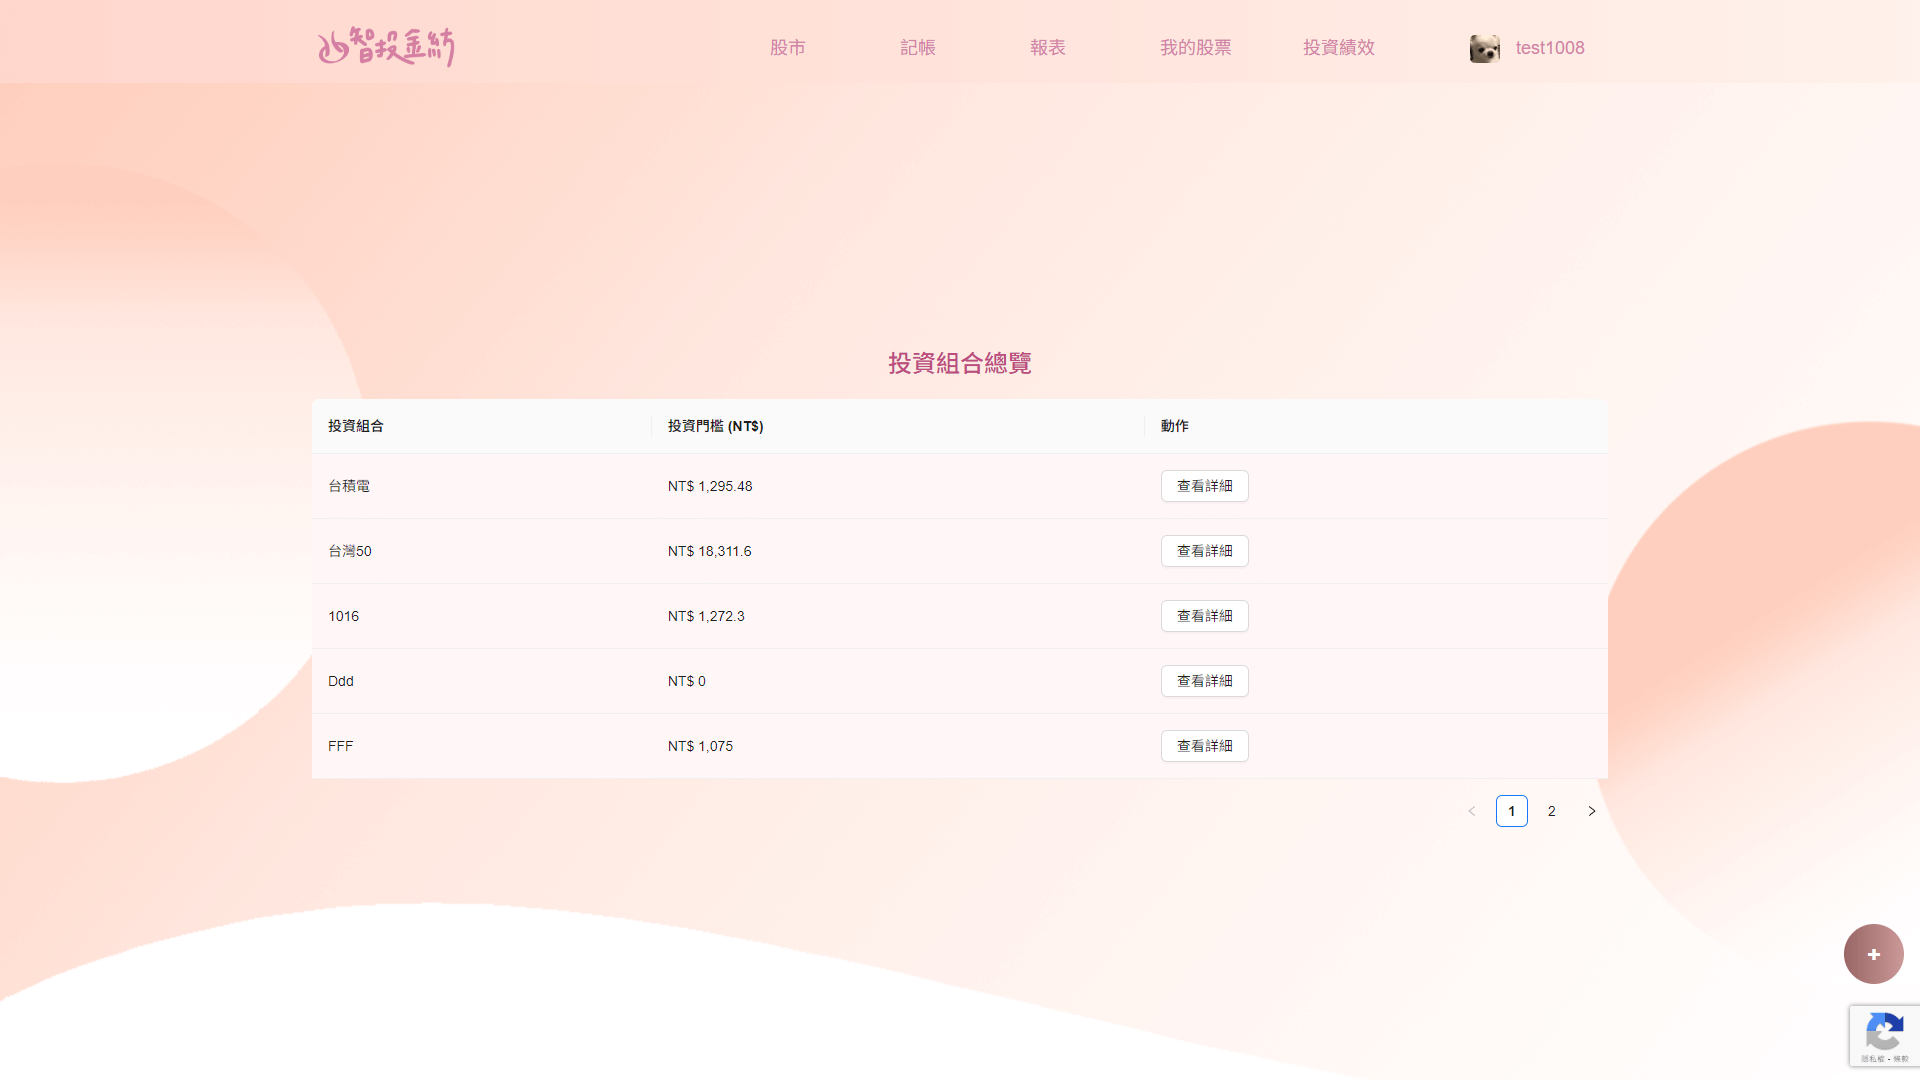 智投金紡
股市
記帳
報表
我的股票
投資績效
test1008
投資組合總覽
投資組合 投資門檻 (NT$) 動作
台積電 NT$ 1,295.48 查看詳細
台灣50 NT$ 18,311.6 查看詳細
1016 NT$ 1,272.3 查看詳細
Ddd NT$ 0 查看詳細
FFF NT$ 1,075 查看詳細
< 1 2 >
+
隱私權 - 條款